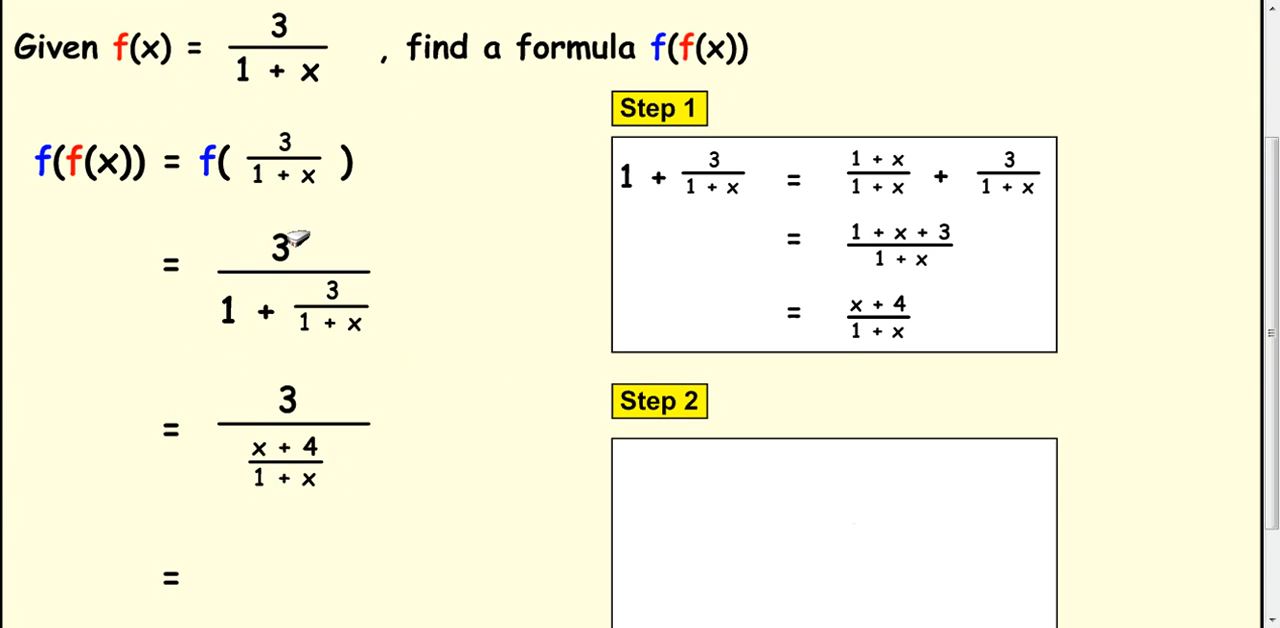 Given f(x) = 3 / (1 + x) , find a formula f(f(x))
f(f(x)) = f( 3 / (1 + x) )
= 3 / (1 + 3 / (1 + x))
= 3 / ((x + 4) / (1 + x))
=
Step 1
1 + 3 / (1 + x) = (1 + x) / (1 + x) + 3 / (1 + x)
= (1 + x + 3) / (1 + x)
= (x + 4) / (1 + x)
Step 2